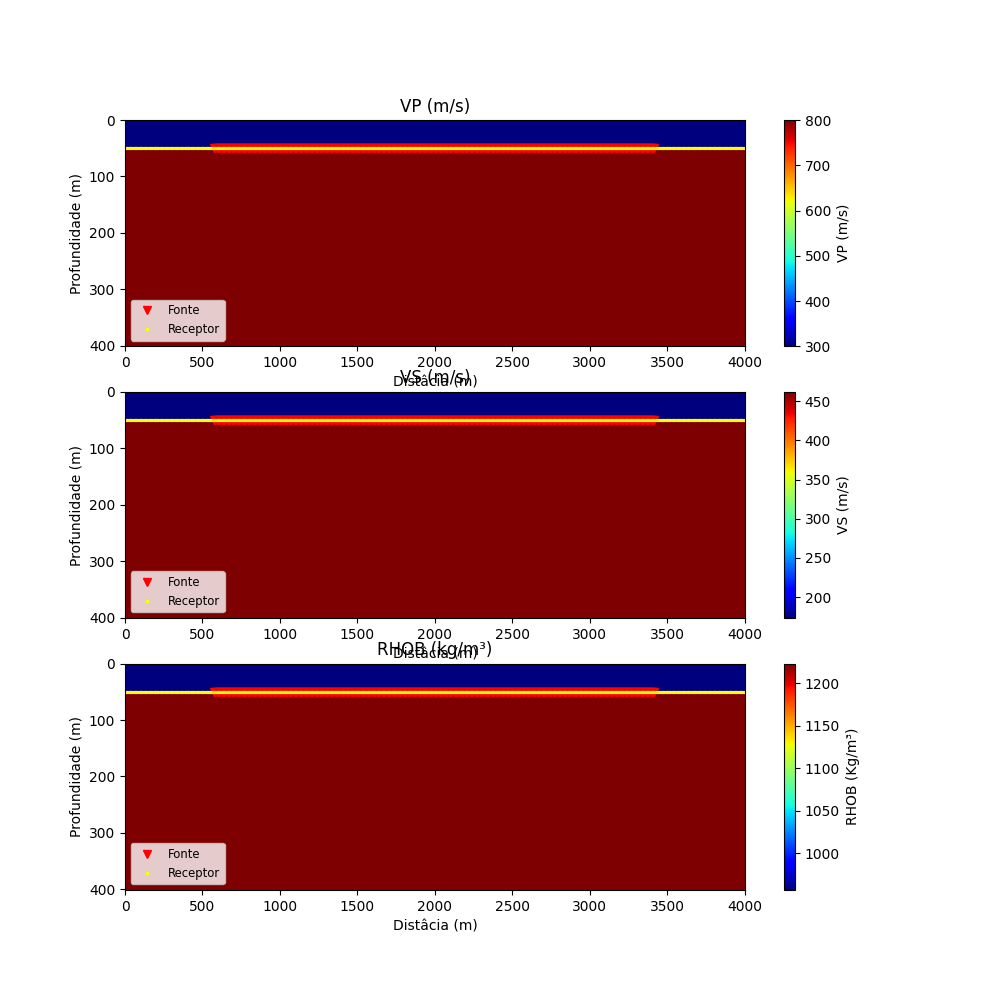 VP (m/s)
0
100
200
300
400
Profundidade (m)
Fonte
Receptor
0 500 1000 1500 2000 2500 3000 3500 4000
Distâcia (m)
800
700
600
500
400
300
VP (m/s)
VS (m/s)
0
100
200
300
400
Profundidade (m)
Fonte
Receptor
0 500 1000 1500 2000 2500 3000 3500 4000
Distâcia (m)
450
400
350
300
250
200
VS (m/s)
RHOB (kg/m³)
0
100
200
300
400
Profundidade (m)
Fonte
Receptor
0 500 1000 1500 2000 2500 3000 3500 4000
Distâcia (m)
1200
1150
1100
1050
1000
RHOB (Kg/m³)